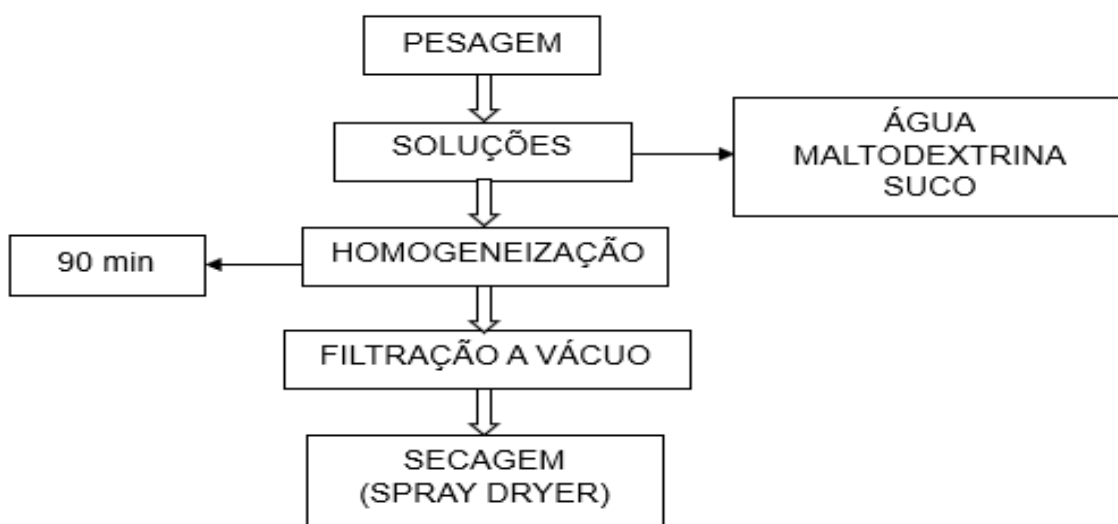 PESAGEM
SOLUÇÕES
ÁGUA
MALTODEXTRINA
SUCO
HOMOGENEIZAÇÃO
90 min
FILTRAÇÃO A VÁCUO
SECAGEM
(SPRAY DRYER)